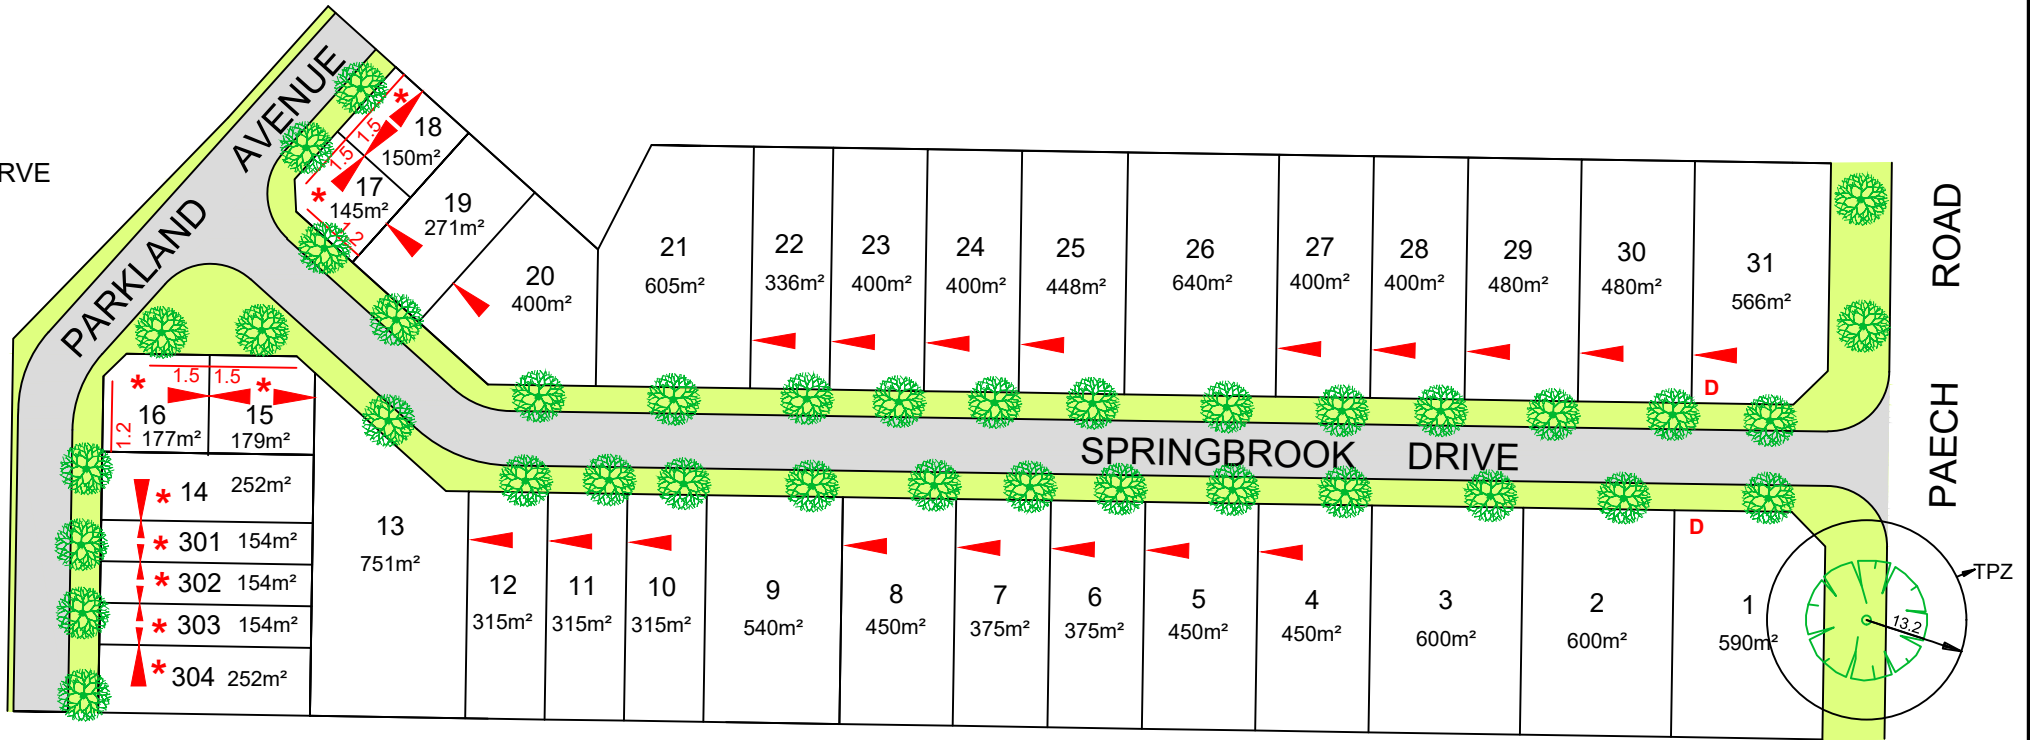 RVE
PARKLAND AVENUE
*
1.5
18
150m²
1.5
17
*
145m²
1.2
19
271m²
20
400m²
21
605m²
22
336m²
23
400m²
24
400m²
25
448m²
26
640m²
27
400m²
28
400m²
29
480m²
30
480m²
31
566m²
D
PAECH ROAD
SPRINGBROOK DRIVE
*
1.5
1.5
*
1.2
16
177m²
15
179m²
* 14 252m²
* 301 154m²
* 302 154m²
* 303 154m²
* 304 252m²
13
751m²
12
315m²
11
315m²
10
315m²
9
540m²
8
450m²
7
375m²
6
375m²
5
450m²
4
450m²
3
600m²
2
600m²
D
1
590m²
13.2
TPZ